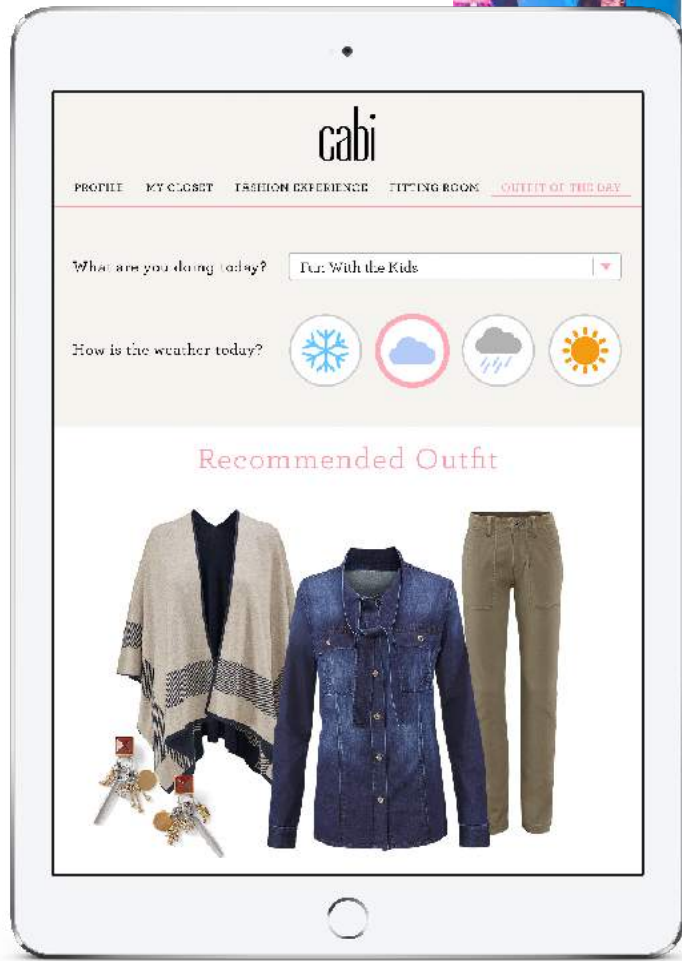 cabi
PROFILE MY CLOSET FASHION EXPERIENCE FITTING ROOM OUTFIT OF THE DAY
What are you doing today? Fun With the Kids
How is the weather today?
Recommended Outfit